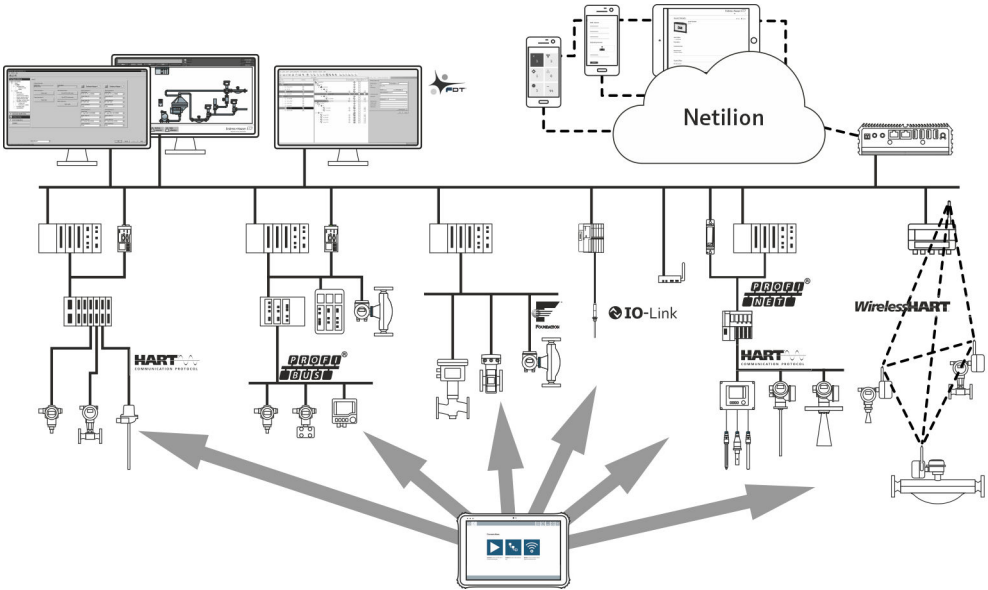 FDT
Netilion
HART
COMMUNICATION PROTOCOL
PROFI®
BUS
FOUNDATION
IO-Link
PROFI®
NET
HART
COMMUNICATION PROTOCOL
WirelessHART